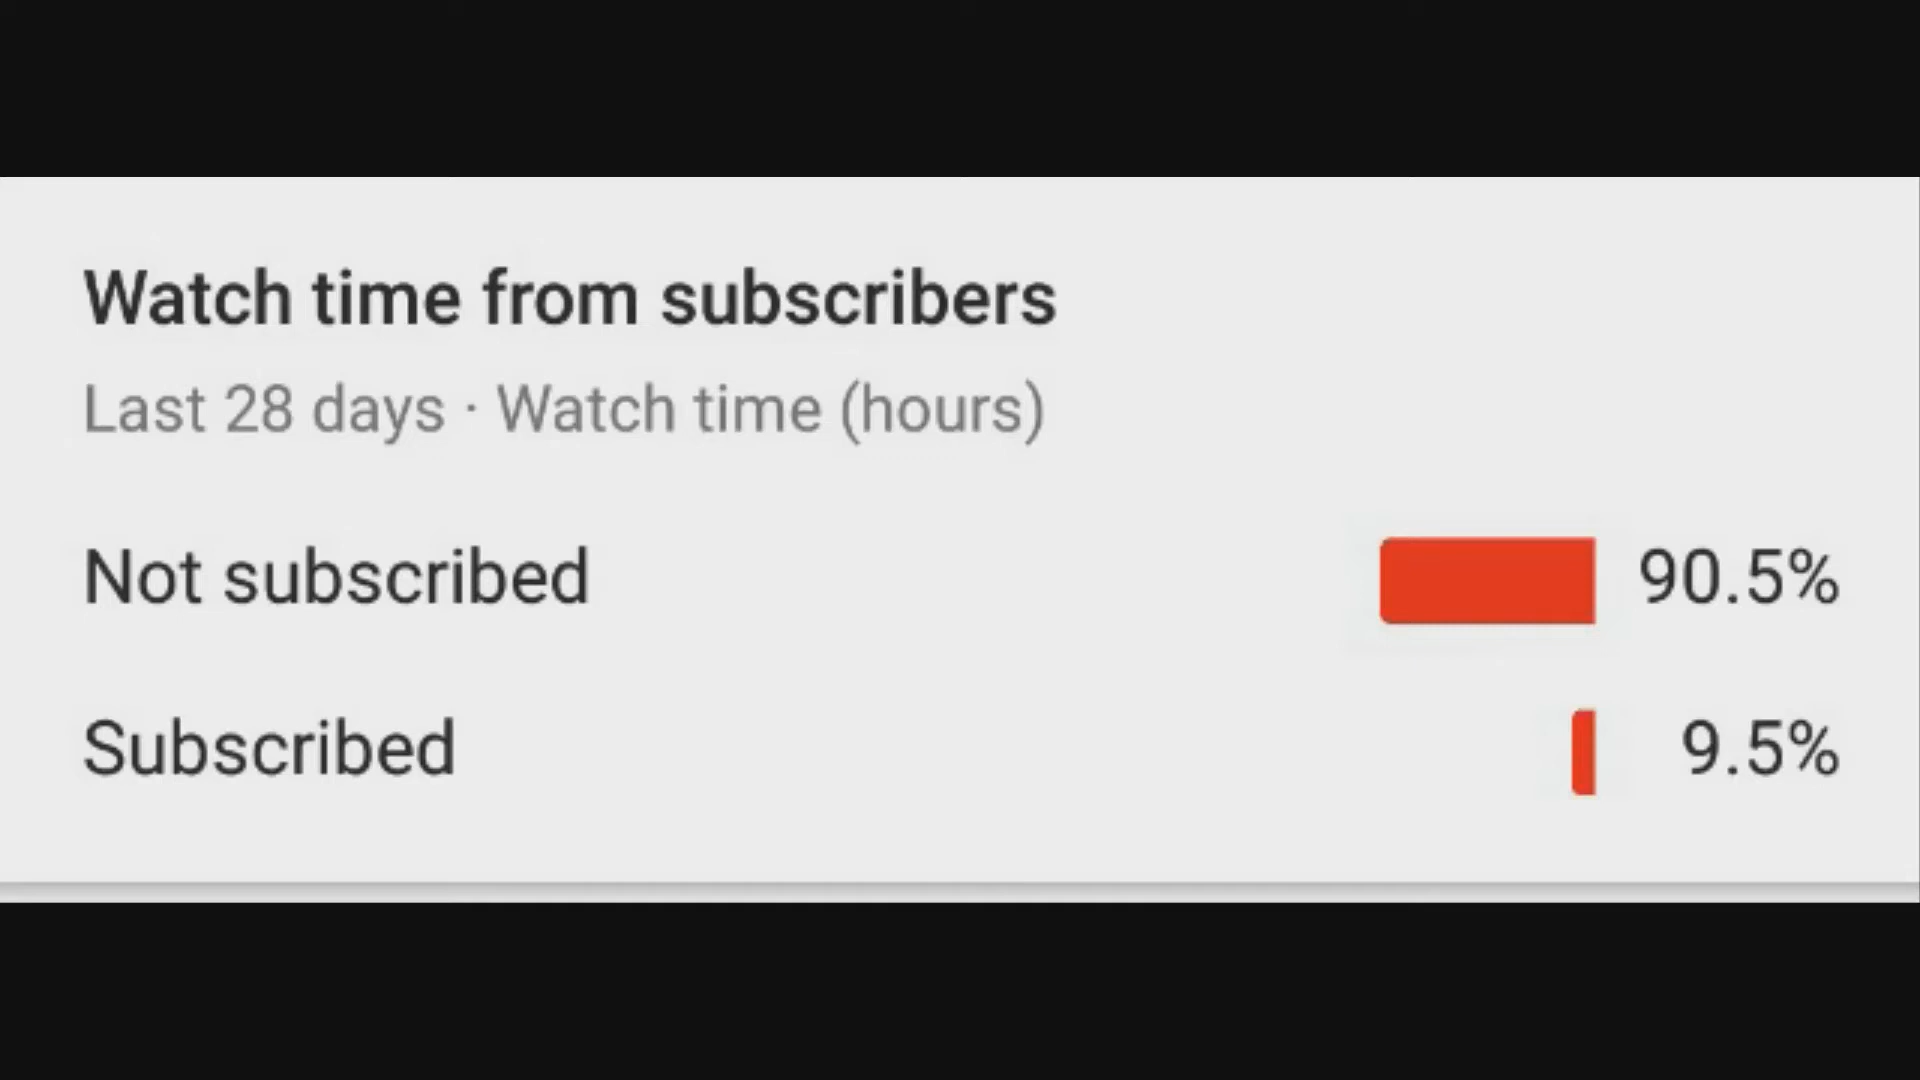 Watch time from subscribers
Last 28 days · Watch time (hours)
Not subscribed 90.5%
Subscribed 9.5%